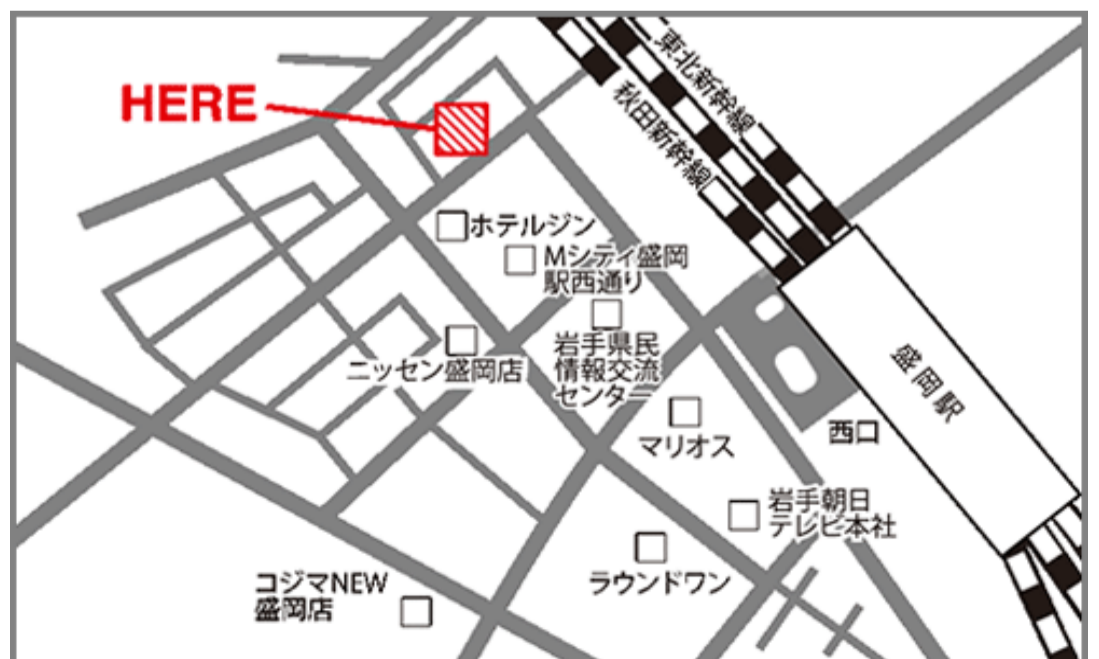 東北新幹線
秋田新幹線
HERE
ホテルジン
Mシティ盛岡
駅西通り
岩手県民
情報交流
センター
ニッセン盛岡店
盛岡駅
マリオス
西口
岩手朝日
テレビ本社
ラウンドワン
コジマNEW
盛岡店